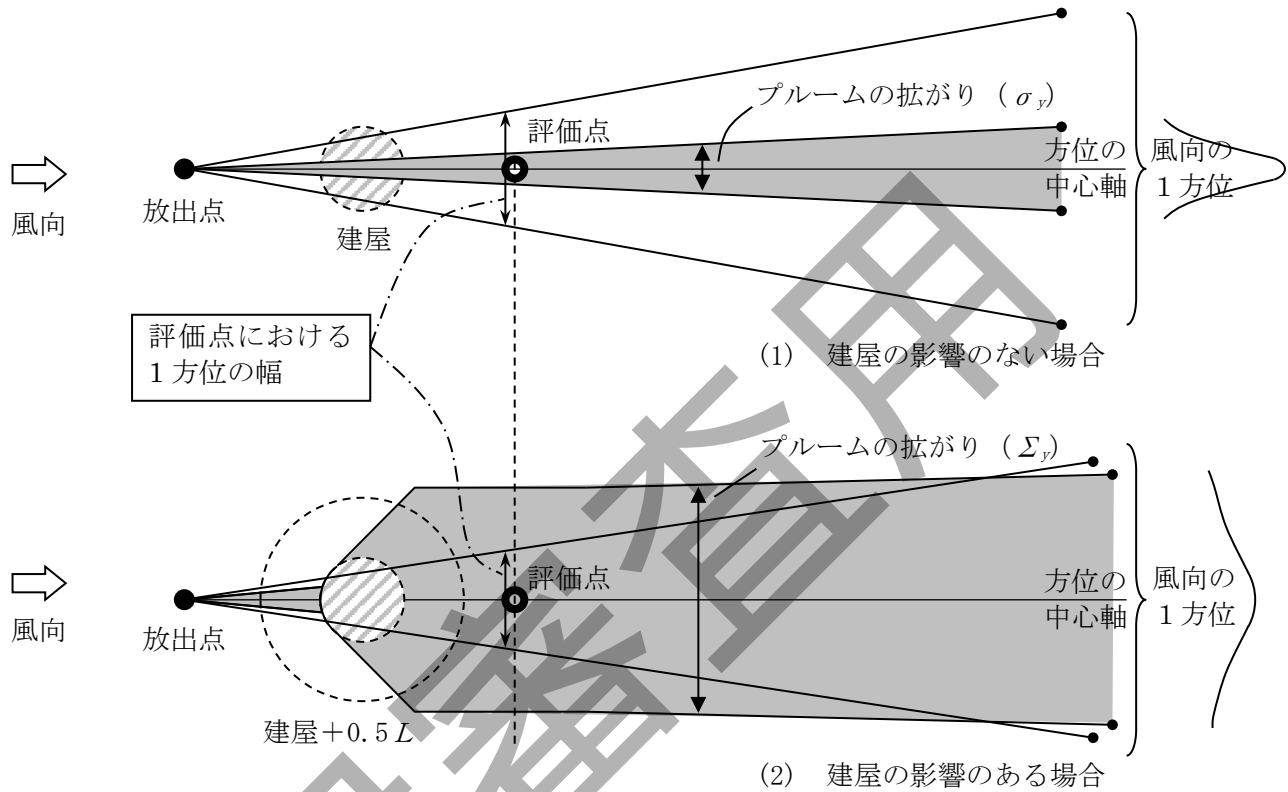 プルームの拡がり（σy）
評価点
方位の
中心軸
風向の
１方位
風向
放出点
建屋
評価点における
１方位の幅
(1) 建屋の影響のない場合
プルームの拡がり（Σy）
評価点
方位の
中心軸
風向の
１方位
風向
放出点
建屋＋0.5L
(2) 建屋の影響のある場合
審査用